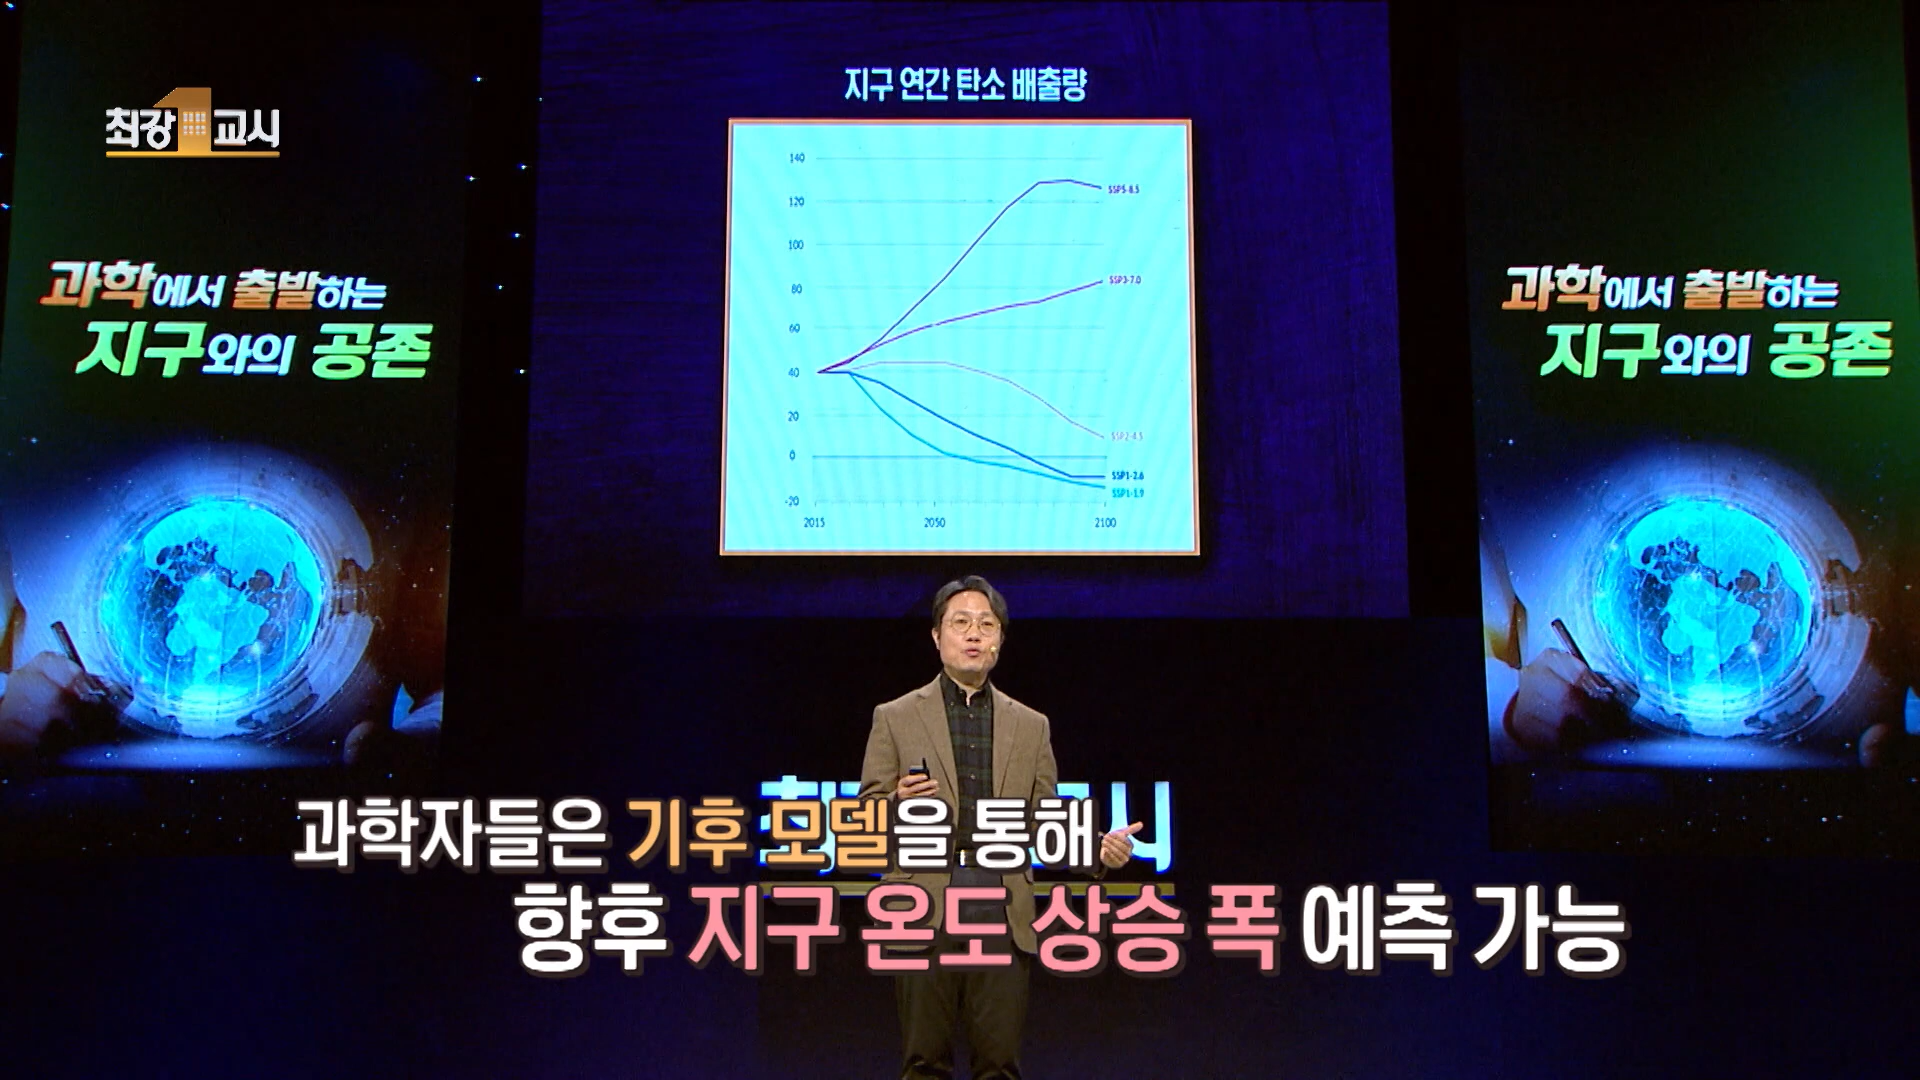 최강1교시
지구 연간 탄소 배출량
140
120
100
80
60
40
20
0
-20
2015
2050
2100
SSP5-8.5
SSP3-7.0
SSP2-4.5
SSP1-2.6
SSP1-1.9
과학에서 출발하는
지구와의 공존
과학에서 출발하는
지구와의 공존
과학자들은 기후 모델을 통해
향후 지구 온도 상승 폭 예측 가능